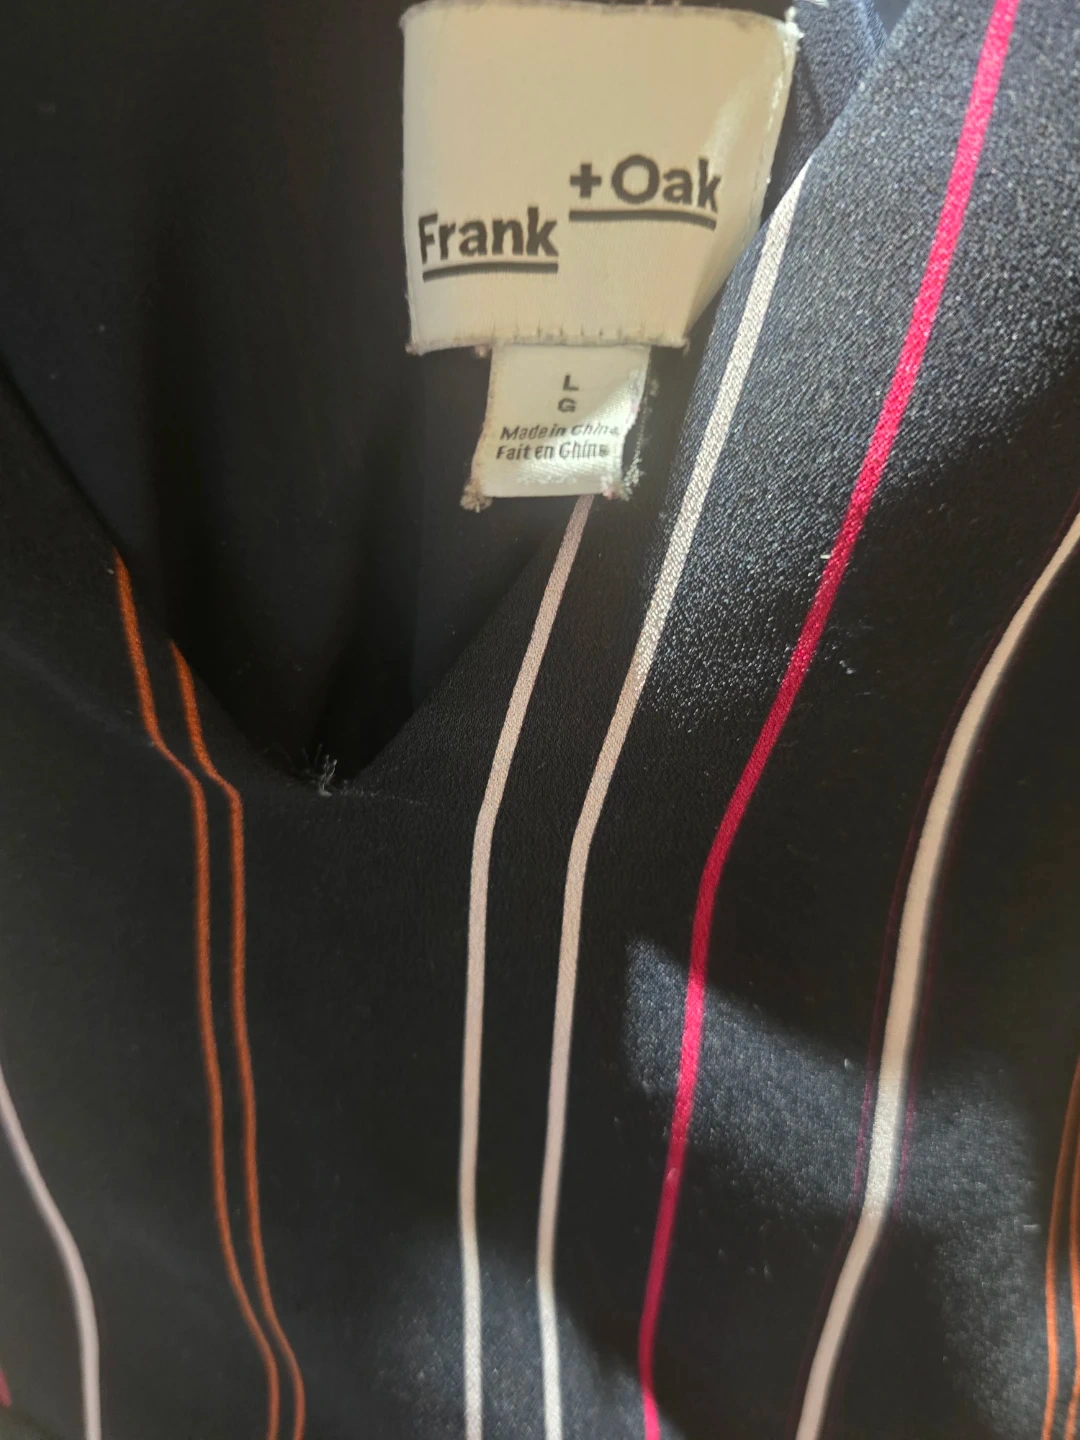 Frank + Oak
L
G
Made in China
Fait en Chine